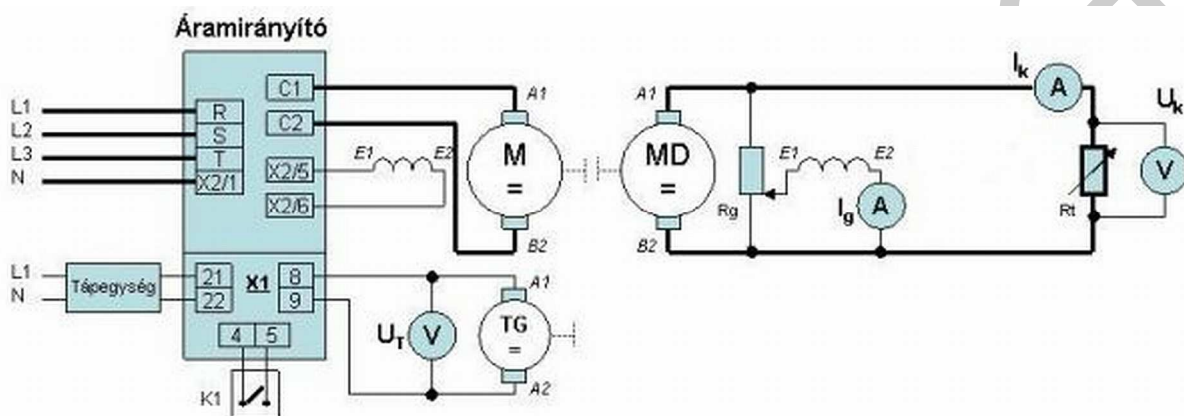 Áramirányító
L1
L2
L3
N
R
S
T
X2/1
C1
C2
X2/5
X2/6
E1
E2
A1
M
=
B2
A1
MD
=
B2
Rg
E1
E2
Ig
A
Ik
A
Uk
V
Rt
L1
N
Tápegység
21
22
X1
8
9
4
5
K1
UT
V
A1
TG
=
A2